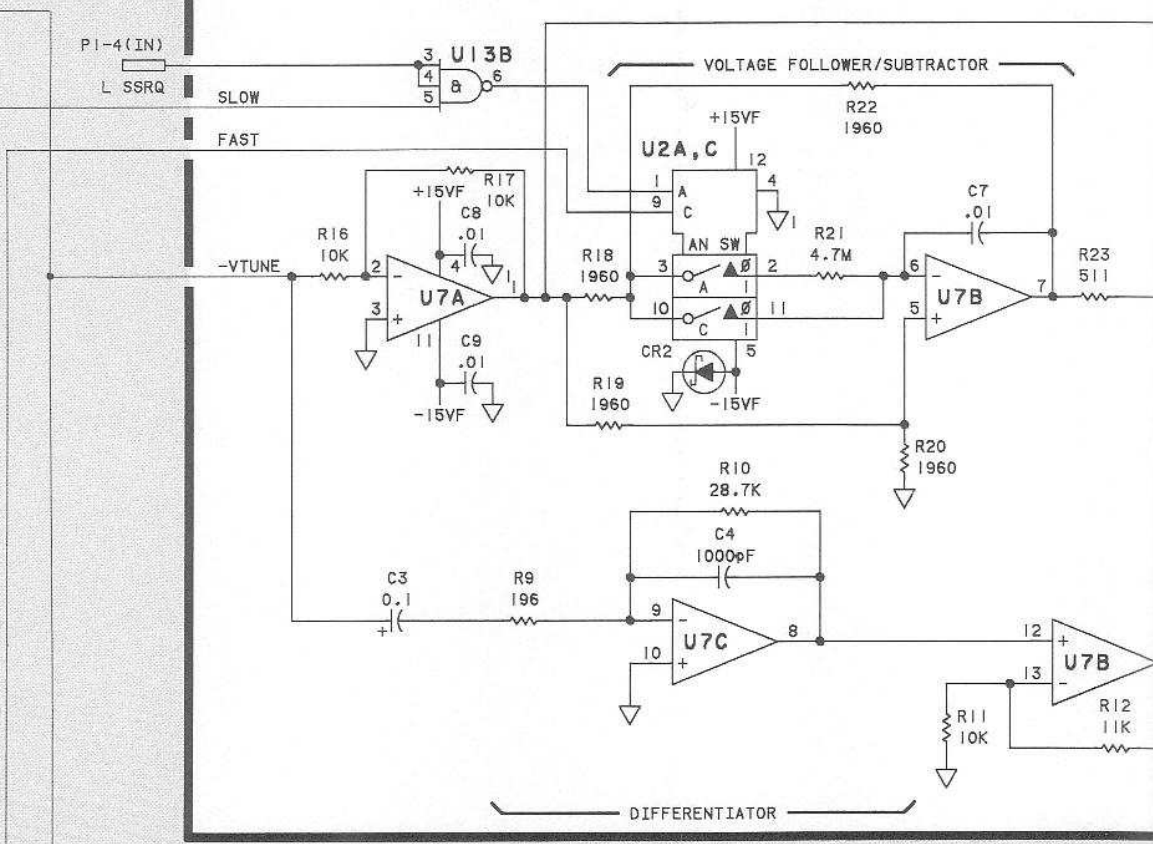 P1-4(IN)
L SSRQ
3
4
5
&
U13B
6
VOLTAGE FOLLOWER/SUBTRACTOR
SLOW
FAST
R22
1960
+15VF
U2A,C
12
1
9
A
C
4
1
R17
10K
+15VF
C8
.01
4
R16
10K
-VTUNE
2
-
3
+
U7A
1
11
C9
.01
-15VF
R18
1960
AN SW
3
2
A
1
Ø
10
11
C
1
Ø
R21
4.7M
C7
.01
6
-
5
+
U7B
7
R23
511
CR2
5
-15VF
R19
1960
R20
1960
R10
28.7K
C4
1000pF
C3
0.1
+
R9
196
9
-
10
+
U7C
8
12
+
13
-
U7B
R11
10K
R12
11K
DIFFERENTIATOR